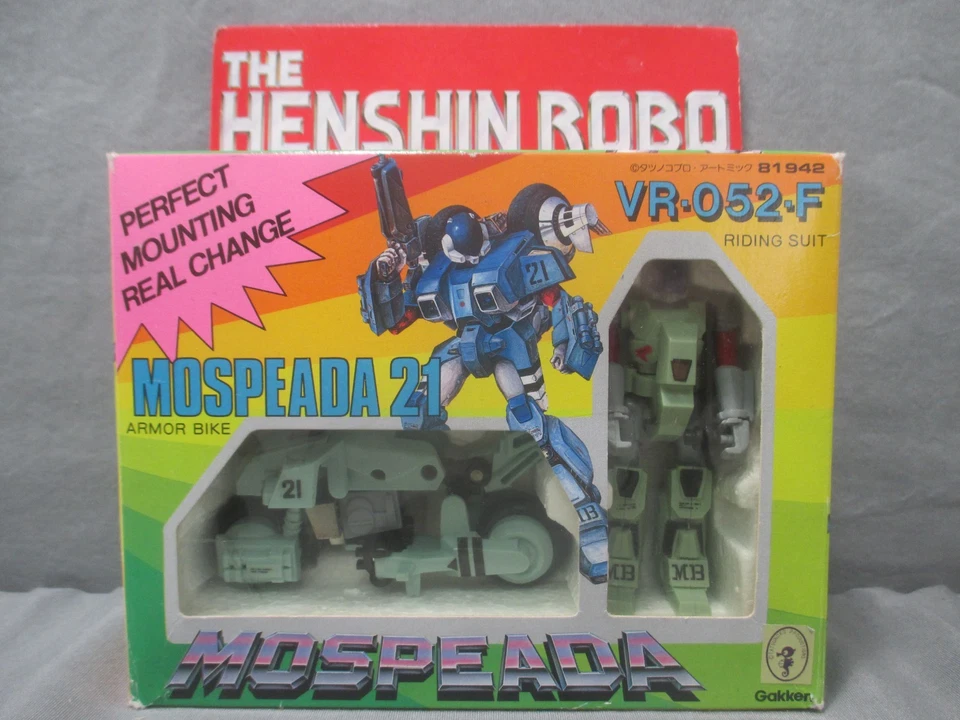 THE
HENSHIN ROBO
PERFECT
MOUNTING
REAL CHANGE
©タツノコプロ・アートミック 81942
VR-052-F
RIDING SUIT
21
MOSPEADA 21
ARMOR BIKE
21
MB
MB
MB
MOSPEADA
Gakken